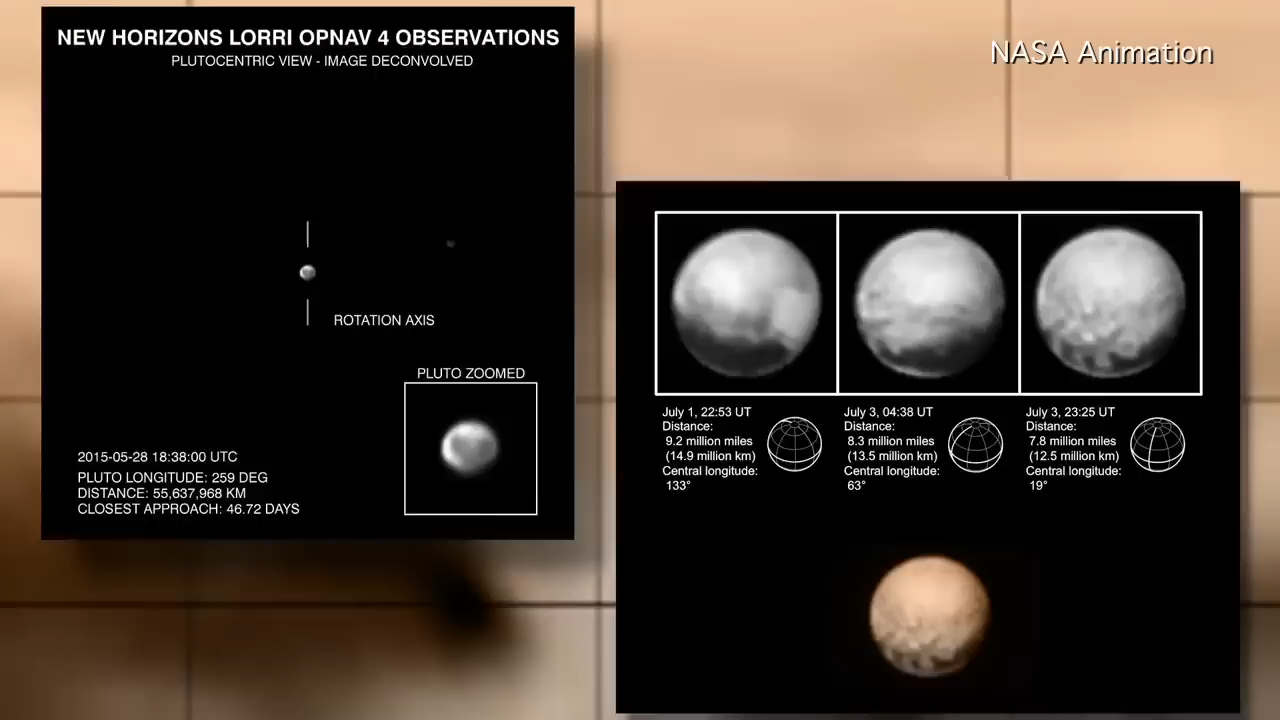 NEW HORIZONS LORRI OPNAV 4 OBSERVATIONS
PLUTOCENTRIC VIEW - IMAGE DECONVOLVED
ROTATION AXIS
PLUTO ZOOMED
2015-05-28 18:38:00 UTC
PLUTO LONGITUDE: 259 DEG
DISTANCE: 55,637,968 KM
CLOSEST APPROACH: 46.72 DAYS
NASA Animation
July 1, 22:53 UT
Distance:
9.2 million miles
(14.9 million km)
Central longitude:
133°
July 3, 04:38 UT
Distance:
8.3 million miles
(13.5 million km)
Central longitude:
63°
July 3, 23:25 UT
Distance:
7.8 million miles
(12.5 million km)
Central longitude:
19°